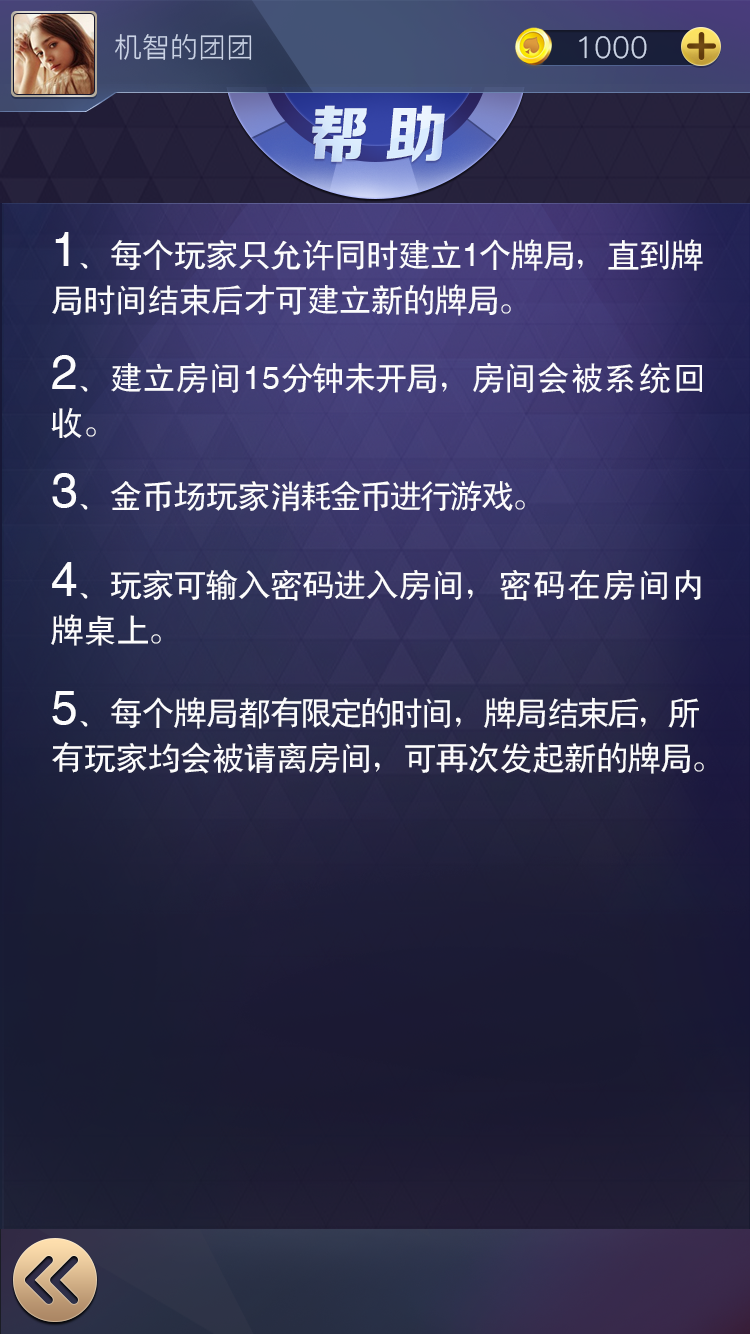 机智的团团
1000
帮助
1、每个玩家只允许同时建立1个牌局，直到牌
局时间结束后才可建立新的牌局。
2、建立房间15分钟未开局，房间会被系统回
收。
3、金币场玩家消耗金币进行游戏。
4、玩家可输入密码进入房间，密码在房间内
牌桌上。
5、每个牌局都有限定的时间，牌局结束后，所
有玩家均会被请离房间，可再次发起新的牌局。